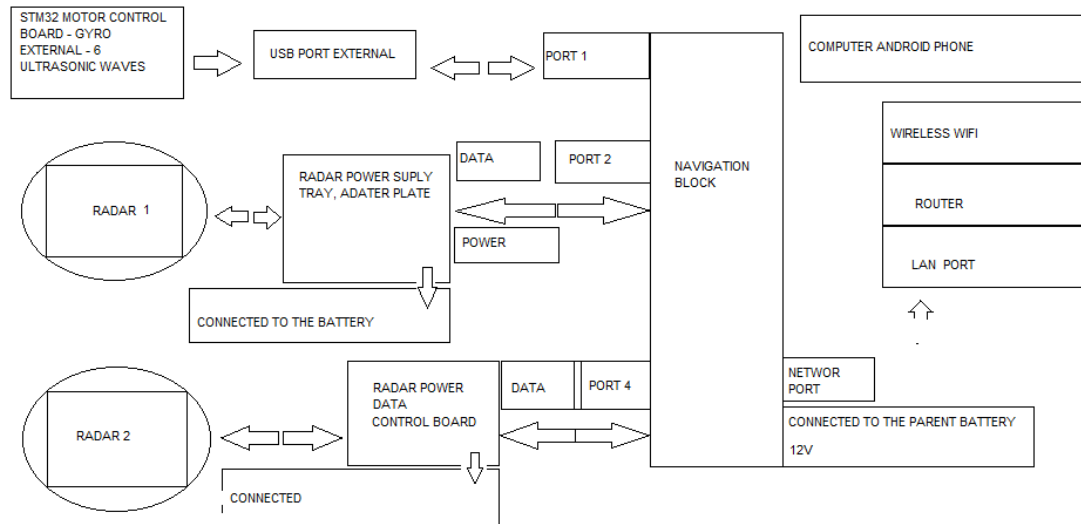 STM32 MOTOR CONTROL
BOARD - GYRO
EXTERNAL - 6
ULTRASONIC WAVES
USB PORT EXTERNAL
PORT 1
COMPUTER ANDROID PHONE
WIRELESS WIFI
ROUTER
LAN PORT
RADAR 1
RADAR POWER SUPLY
TRAY, ADATER PLATE
DATA
PORT 2
POWER
NAVIGATION
BLOCK
CONNECTED TO THE BATTERY
RADAR 2
RADAR POWER
DATA
CONTROL BOARD
DATA
PORT 4
NETWOR
PORT
CONNECTED TO THE PARENT BATTERY
12V
CONNECTED